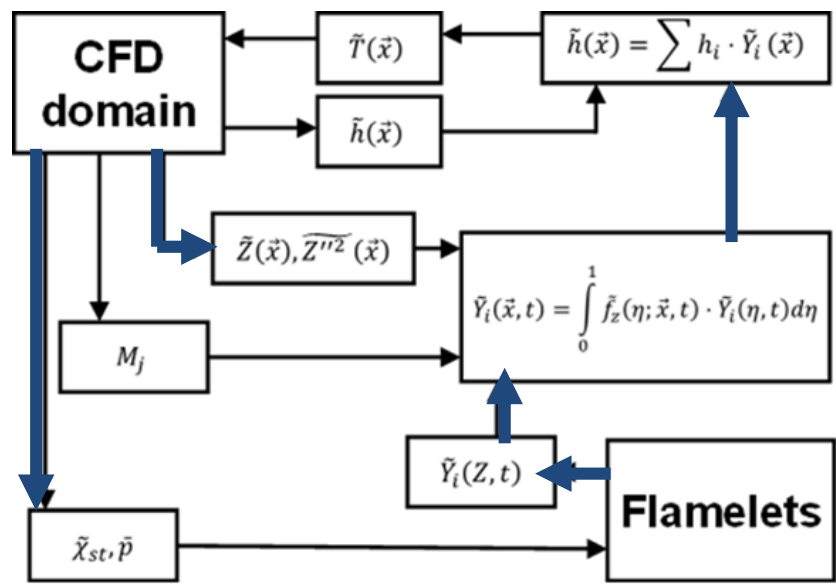 CFD
domain
T̃(x⃗)
h̃(x⃗) = ∑ hᵢ · Ỹᵢ (x⃗)
h̃(x⃗)
Z̃(x⃗), Z''²̃ (x⃗)
Ỹᵢ(x⃗, t) = ∫₀¹ f̃_z(η; x⃗, t) · Ỹᵢ(η, t)dη
Mⱼ
Ỹᵢ(Z, t)
Flamelets
χ̃ₛₜ, p̄